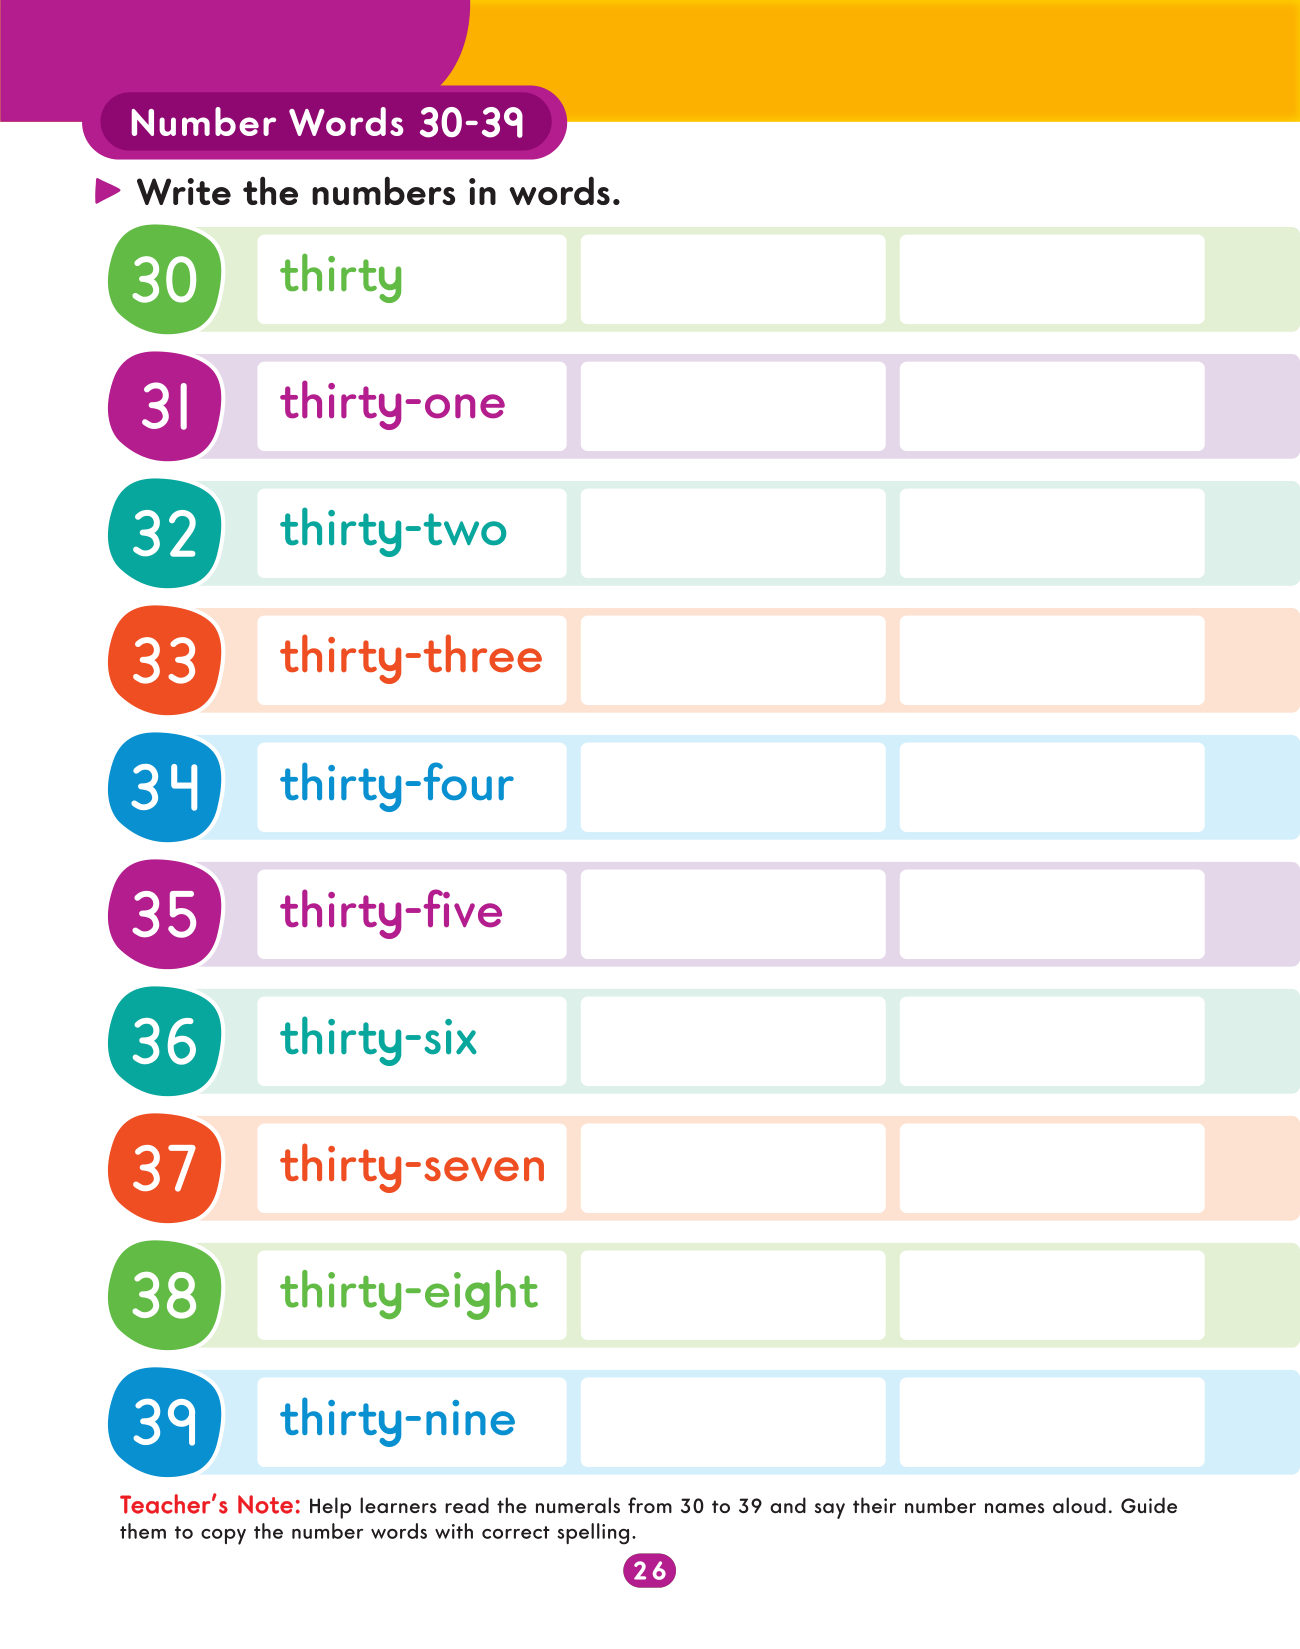 Number Words 30-39
Write the numbers in words.
30 thirty
31 thirty-one
32 thirty-two
33 thirty-three
34 thirty-four
35 thirty-five
36 thirty-six
37 thirty-seven
38 thirty-eight
39 thirty-nine
Teacher's Note: Help learners read the numerals from 30 to 39 and say their number names aloud. Guide
them to copy the number words with correct spelling.
26